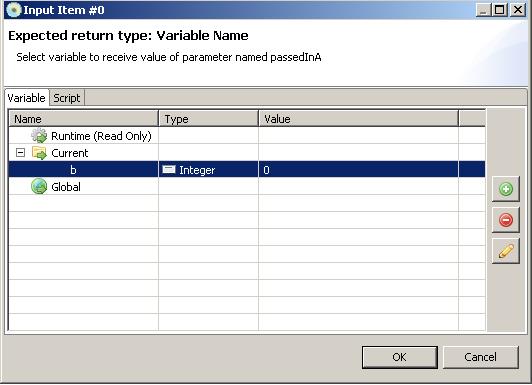 Input Item #0
Expected return type: Variable Name
Select variable to receive value of parameter named passedInA
Variable Script
Name Type Value
Runtime (Read Only)
Current
b Integer 0
Global
OK Cancel